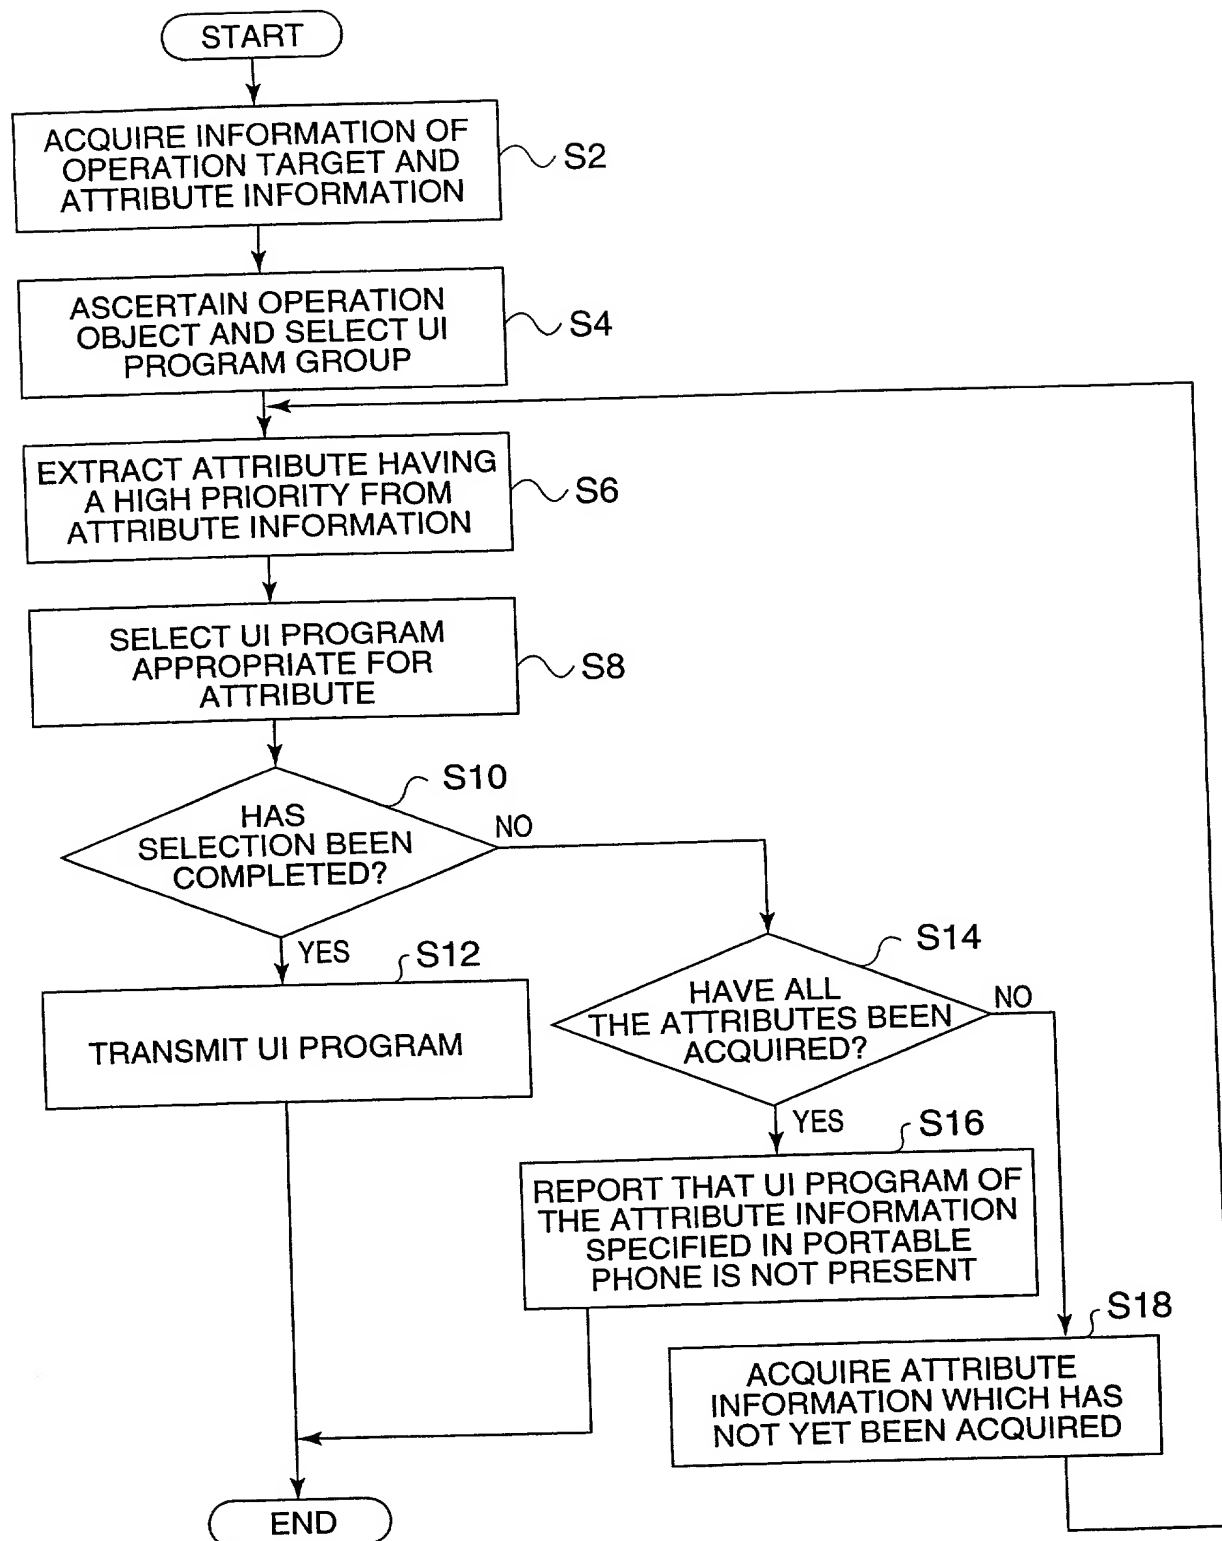 START
ACQUIRE INFORMATION OF
OPERATION TARGET AND
ATTRIBUTE INFORMATION
S2
ASCERTAIN OPERATION
OBJECT AND SELECT UI
PROGRAM GROUP
S4
EXTRACT ATTRIBUTE HAVING
A HIGH PRIORITY FROM
ATTRIBUTE INFORMATION
S6
SELECT UI PROGRAM
APPROPRIATE FOR
ATTRIBUTE
S8
S10
HAS
SELECTION BEEN
COMPLETED?
NO
YES
S12
TRANSMIT UI PROGRAM
S14
HAVE ALL
THE ATTRIBUTES BEEN
ACQUIRED?
NO
YES
S16
REPORT THAT UI PROGRAM OF
THE ATTRIBUTE INFORMATION
SPECIFIED IN PORTABLE
PHONE IS NOT PRESENT
S18
ACQUIRE ATTRIBUTE
INFORMATION WHICH HAS
NOT YET BEEN ACQUIRED
END